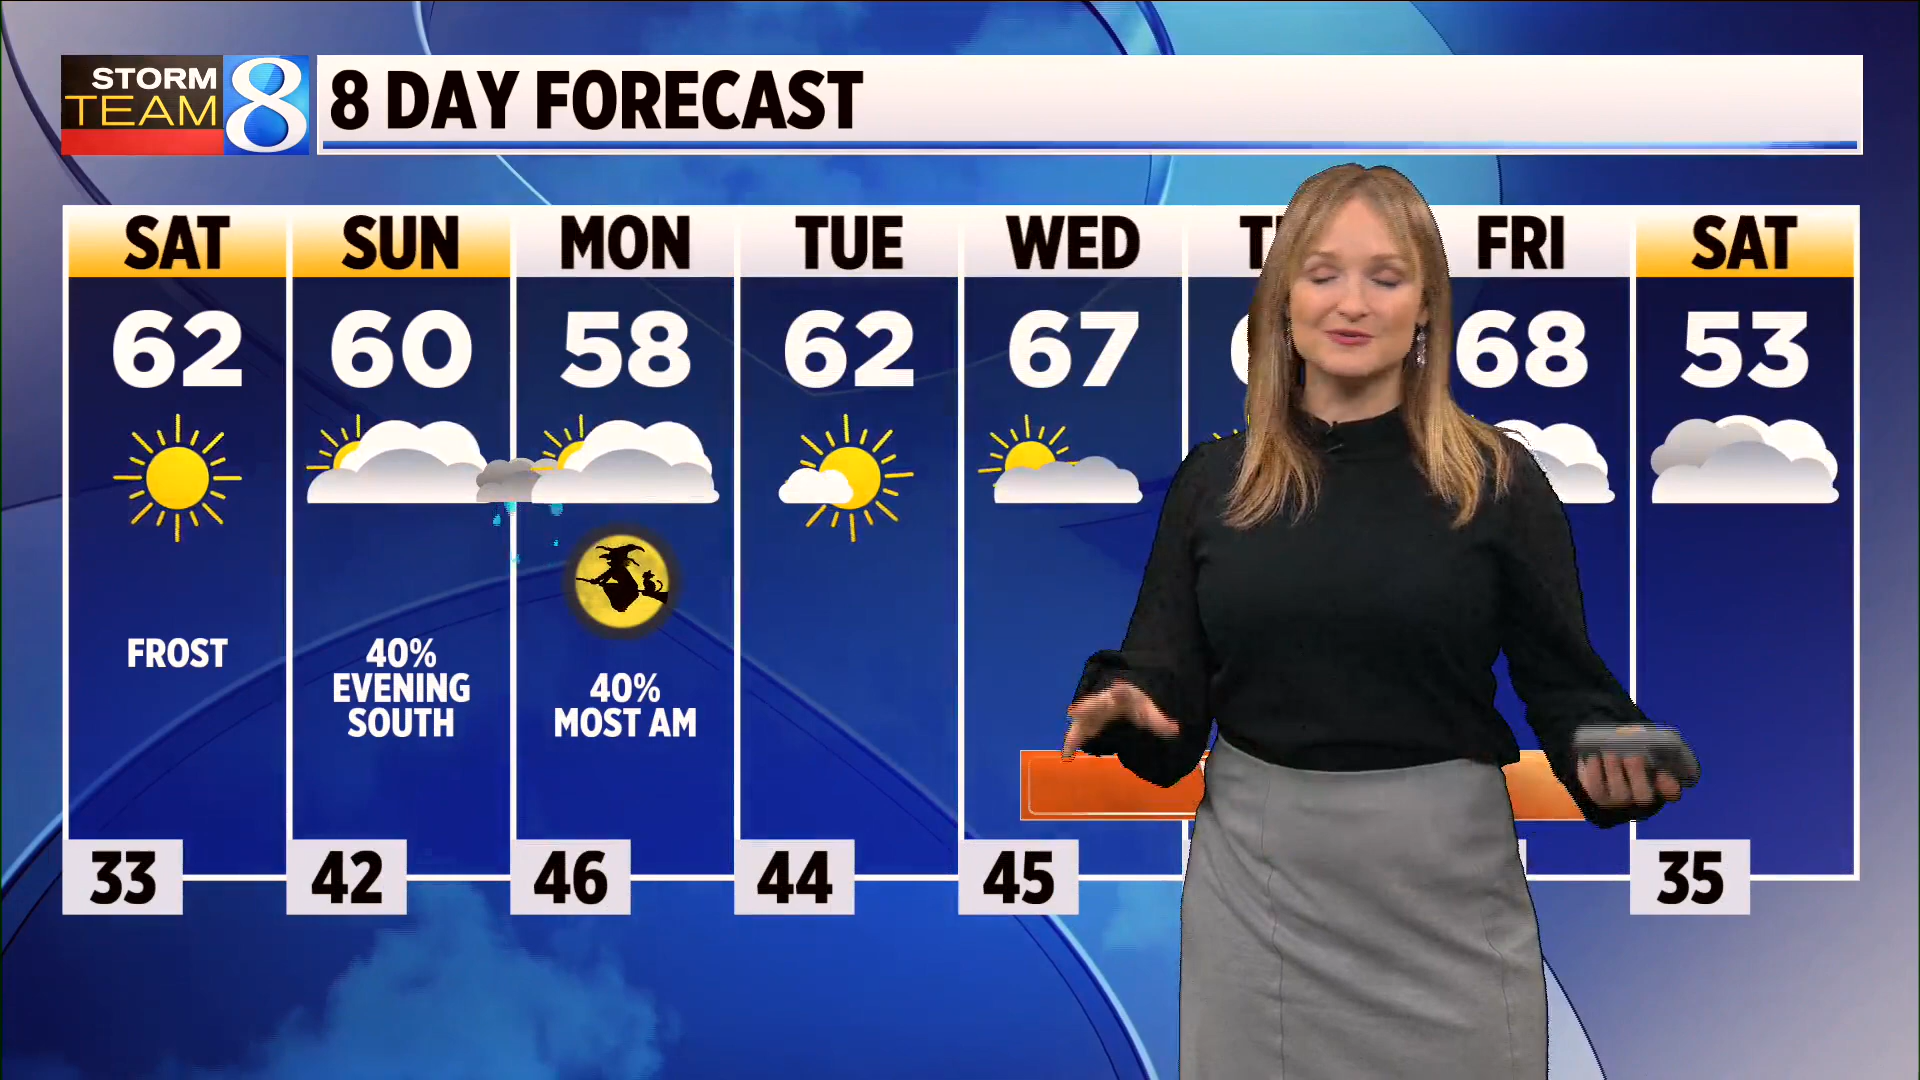 STORM
TEAM
8
8 DAY FORECAST
SAT
SUN
MON
TUE
WED
FRI
SAT
62
60
58
62
67
68
53
FROST
40%
EVENING
SOUTH
40%
MOST AM
33
42
46
44
45
35